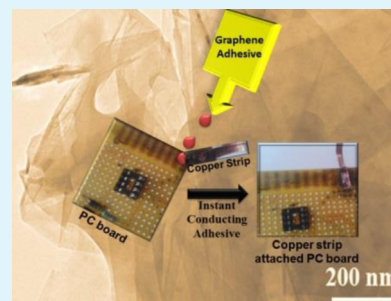 Graphene
Adhesive
Copper Strip
PC board
Instant
Conducting
Adhesive
Copper strip
attached PC board
200 nm